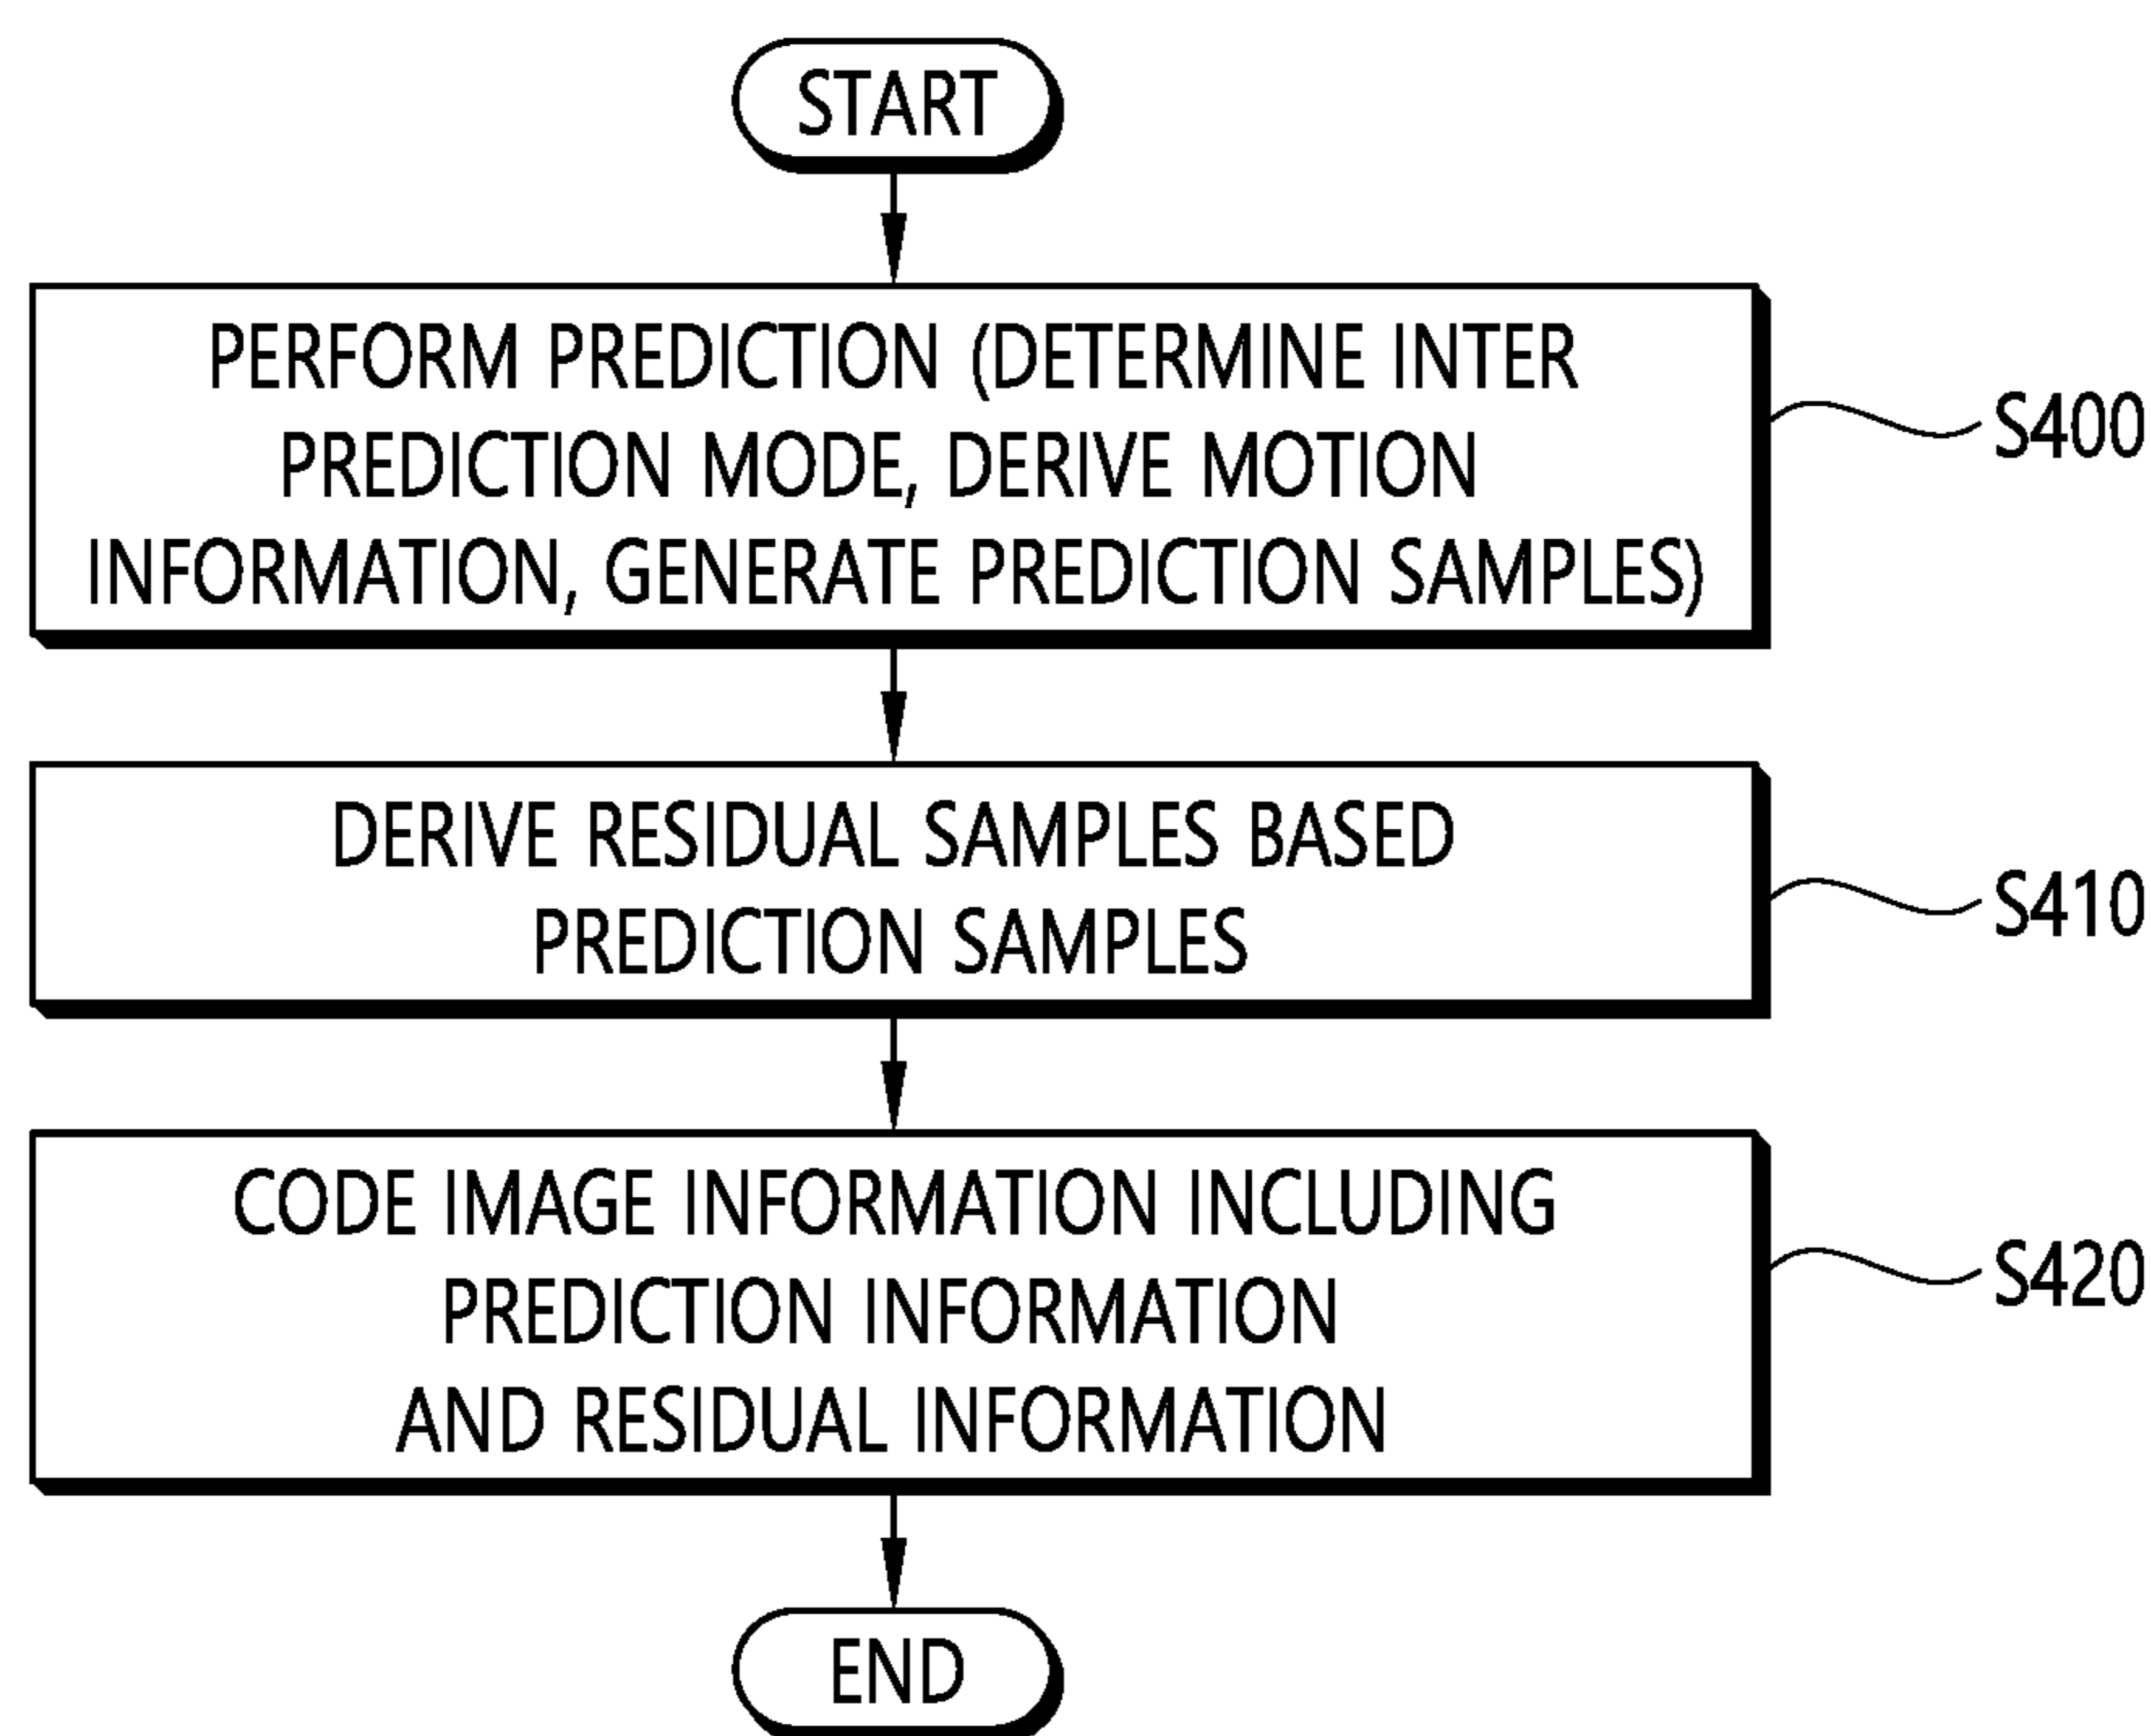 START
PERFORM PREDICTION (DETERMINE INTER
PREDICTION MODE, DERIVE MOTION
INFORMATION, GENERATE PREDICTION SAMPLES)
S400
DERIVE RESIDUAL SAMPLES BASED
PREDICTION SAMPLES
S410
CODE IMAGE INFORMATION INCLUDING
PREDICTION INFORMATION
AND RESIDUAL INFORMATION
S420
END